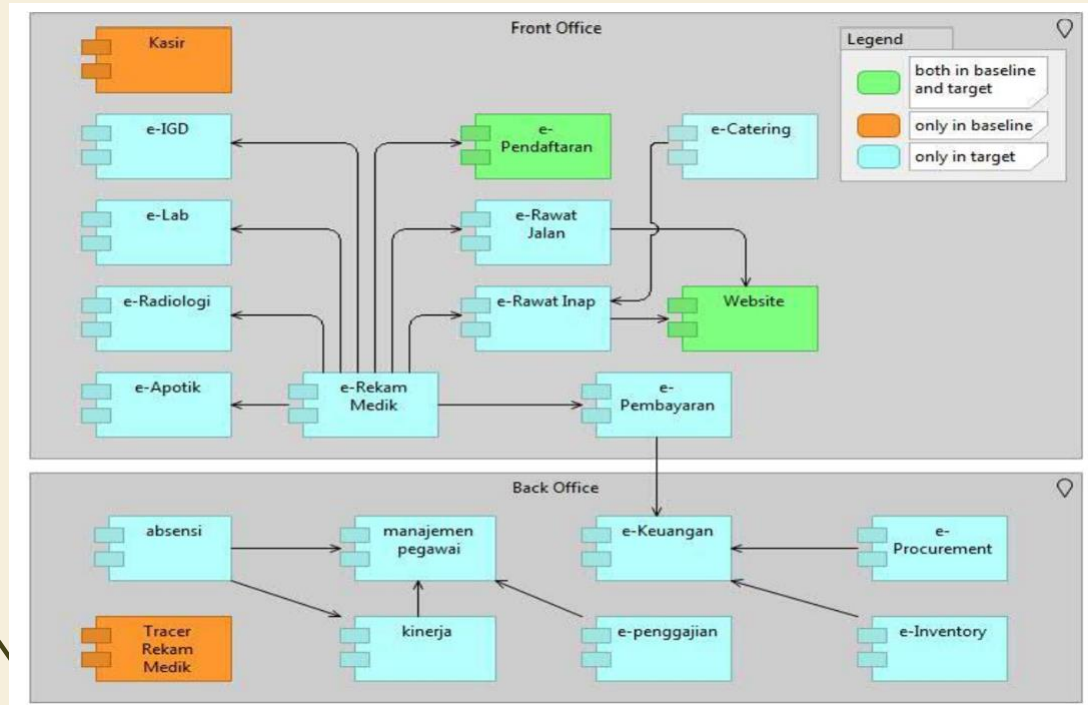 Front Office
Kasir
Legend
both in baseline
and target
only in baseline
only in target
e-IGD
e-
Pendaftaran
e-Catering
e-Lab
e-Rawat
Jalan
e-Radiologi
e-Rawat Inap
Website
e-Apotik
e-Rekam
Medik
e-
Pembayaran
Back Office
absensi
manajemen
pegawai
e-Keuangan
e-
Procurement
Tracer
Rekam
Medik
kinerja
e-penggajian
e-Inventory